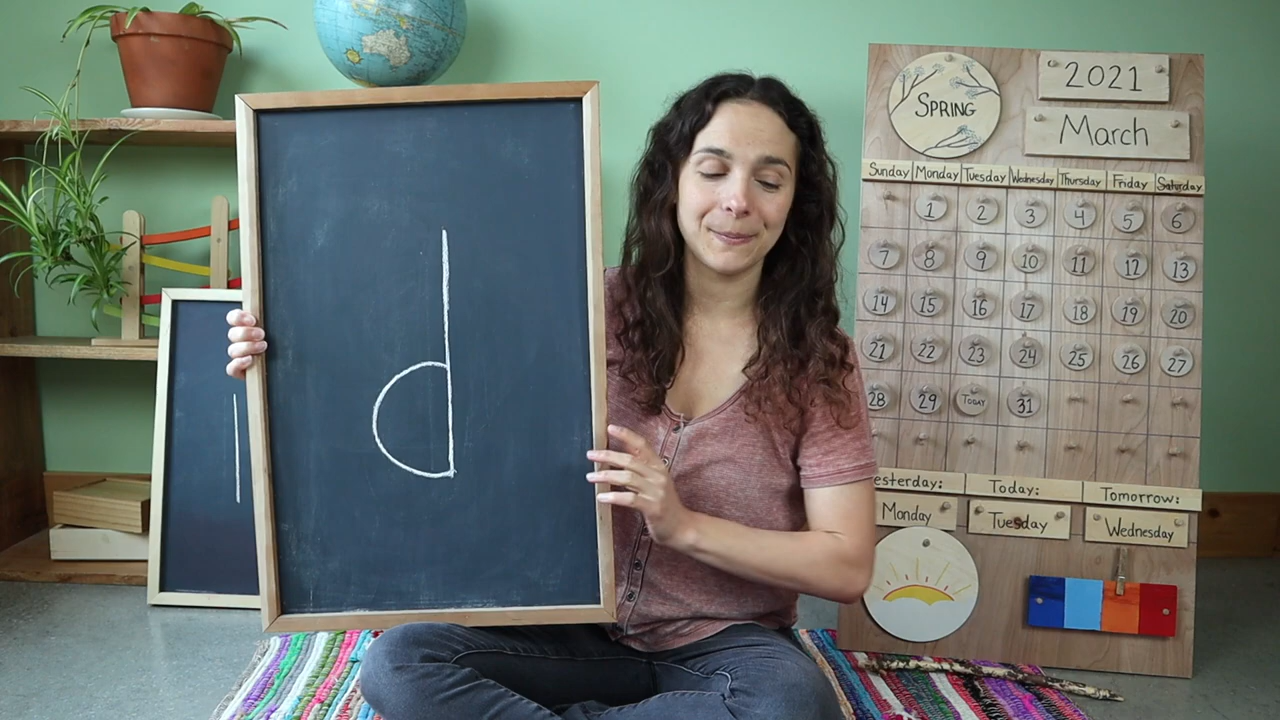 d
l
SPRING
2021
March
Sunday Monday Tuesday Wednesday Thursday Friday Saturday
1 2 3 4 5 6
7 8 9 10 11 12 13
14 15 16 17 18 19 20
21 22 23 24 25 26 27
28 29 TODAY 31
esterday: Today: Tomorrow:
Monday Tuesday Wednesday